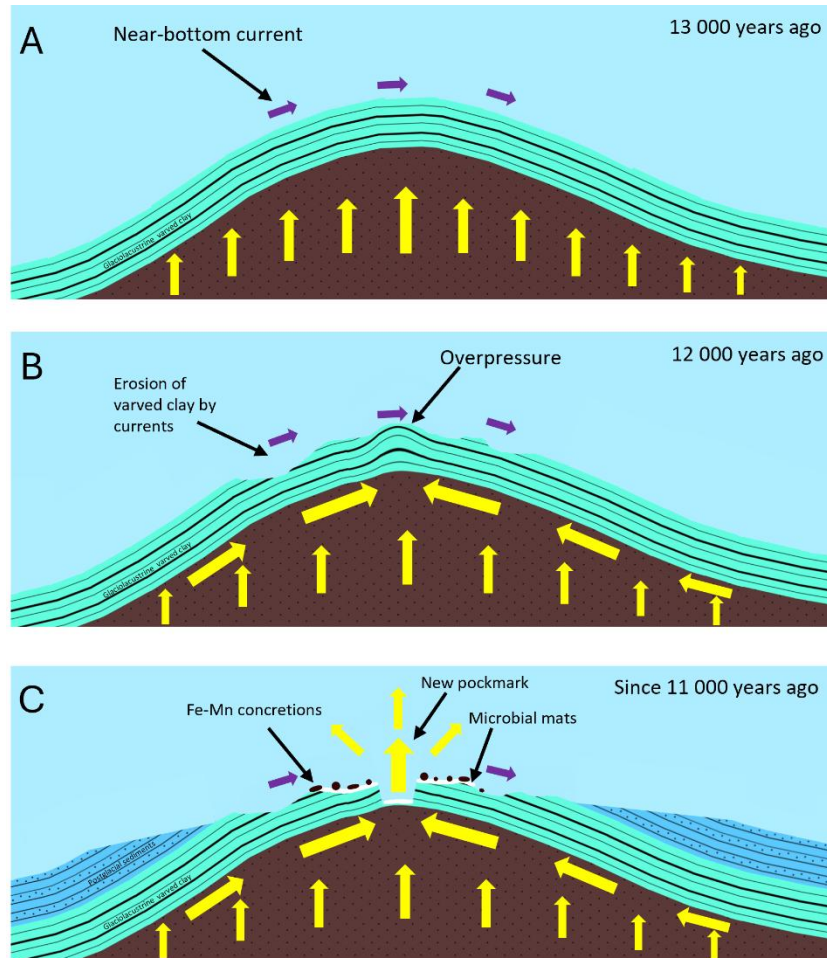 A
Near-bottom current
13 000 years ago
Glaciolacustrine varved clay
B
Overpressure
12 000 years ago
Erosion of
varved clay by
currents
Glaciolacustrine varved clay
C
New pockmark
Since 11 000 years ago
Fe-Mn concretions
Microbial mats
Postglacial sediments
Glaciolacustrine varved clay